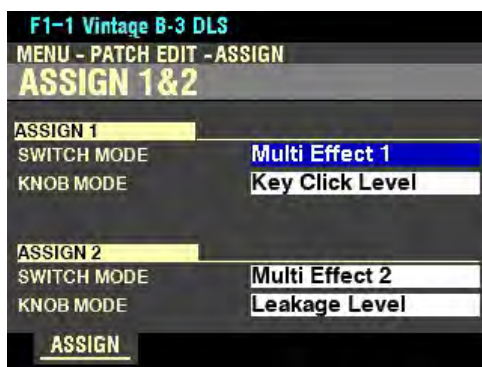 F1-1 Vintage B-3 DLS
MENU - PATCH EDIT - ASSIGN
ASSIGN 1&2
ASSIGN 1
SWITCH MODE Multi Effect 1
KNOB MODE Key Click Level
ASSIGN 2
SWITCH MODE Multi Effect 2
KNOB MODE Leakage Level
ASSIGN